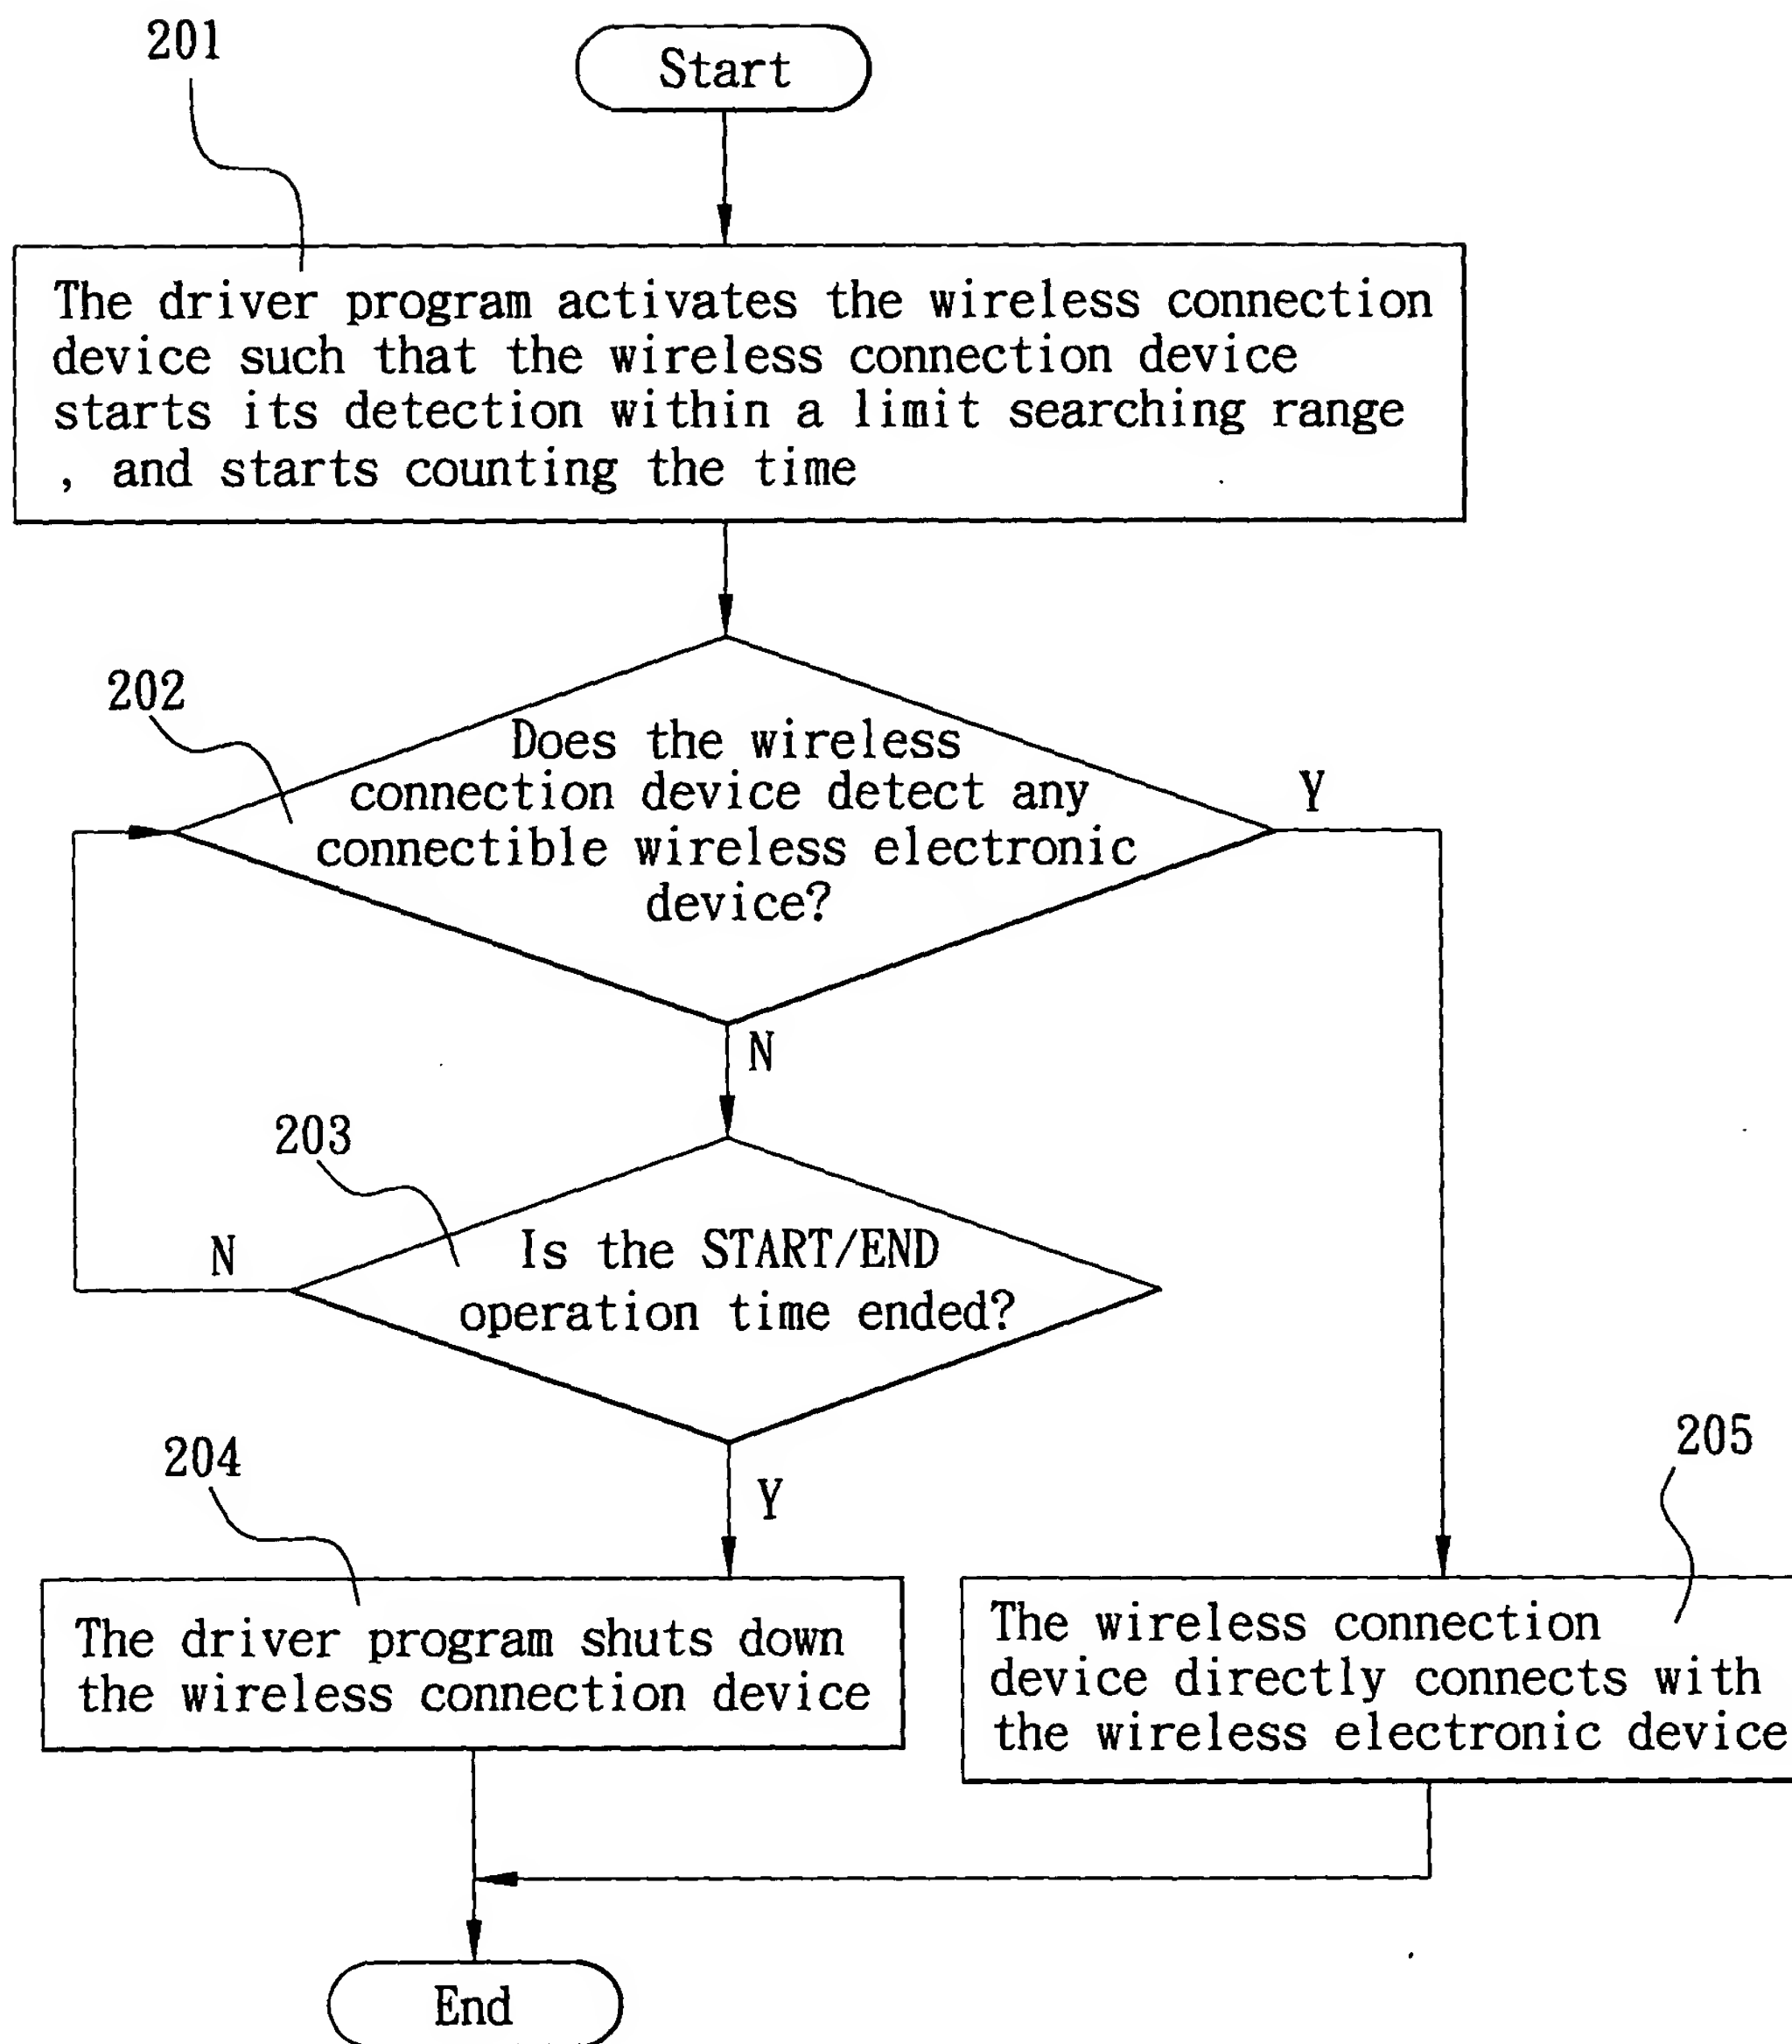 201
Start
The driver program activates the wireless connection
device such that the wireless connection device
starts its detection within a limit searching range
, and starts counting the time
202
Does the wireless
connection device detect any
connectible wireless electronic
device?
Y
N
203
Is the START/END
operation time ended?
N
Y
204
205
The driver program shuts down
the wireless connection device
The wireless connection
device directly connects with
the wireless electronic device
End